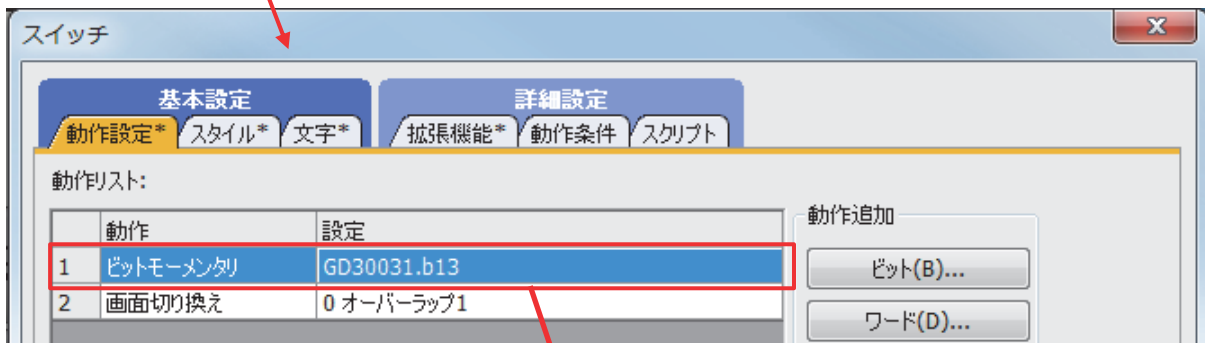 スイッチ
基本設定 詳細設定
動作設定* スタイル* 文字* 拡張機能* 動作条件 スクリプト
動作リスト:
動作追加
動作 設定
1 ビットモーメンタリ GD30031.b13
ビット(B)...
2 画面切り換え 0 オーバーラップ1
ワード(D)...